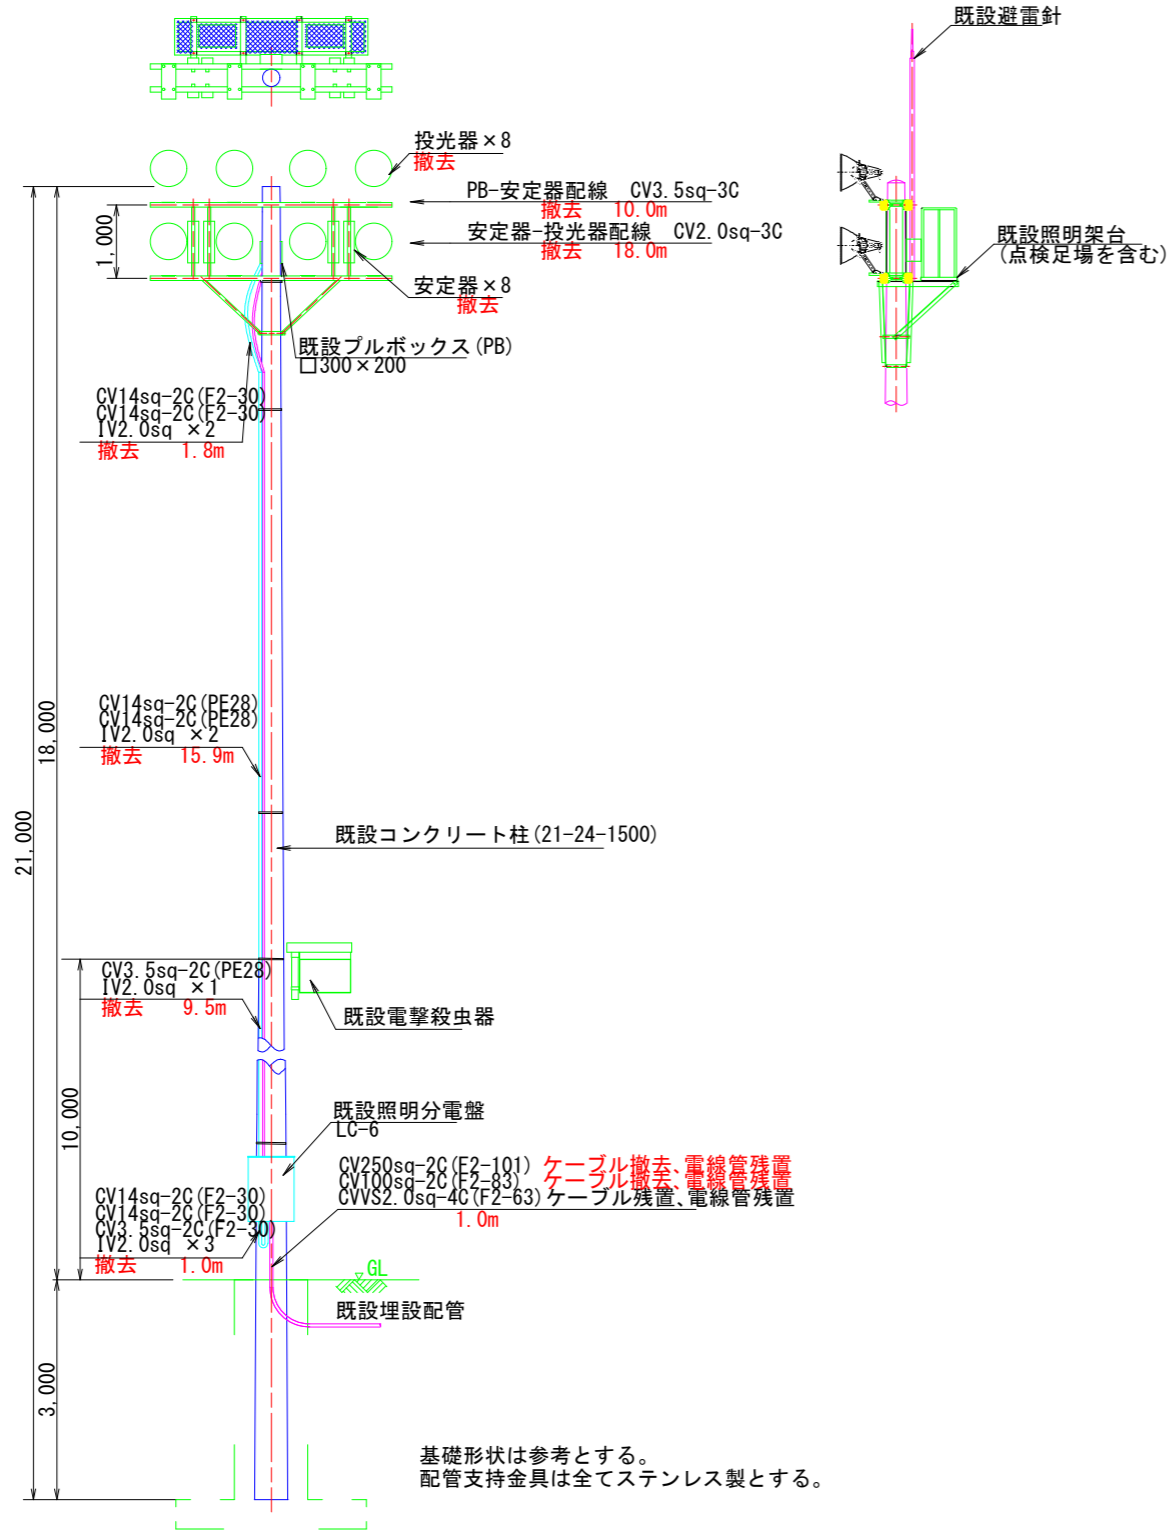 既設避雷針
投光器×8
撤去
PB-安定器配線 CV3.5sq-3C
撤去 10.0m
安定器-投光器配線 CV2.0sq-3C
撤去 18.0m
既設照明架台
(点検足場を含む)
1,000
安定器×8
撤去
既設プルボックス(PB)
□300×200
CV14sq-2C(F2-30)
CV14sq-2C(F2-30)
IV2.0sq ×2
撤去 1.8m
CV14sq-2C(PE28)
CV14sq-2C(PE28)
IV2.0sq ×2
撤去 15.9m
18,000
21,000
既設コンクリート柱(21-24-1500)
CV3.5sq-2C(PE28)
IV2.0sq ×1
撤去 9.5m
既設電撃殺虫器
10,000
既設照明分電盤
LC-6
CV250sq-2C(F2-101) ケーブル撤去、電線管残置
CV100sq-2C(F2-83) ケーブル撤去、電線管残置
CVVS2.0sq-4C(F2-63) ケーブル残置、電線管残置
1.0m
CV14sq-2C(F2-30)
CV14sq-2C(F2-30)
CV3.5sq-2C(F2-30)
IV2.0sq ×3
撤去 1.0m
GL
既設埋設配管
3,000
基礎形状は参考とする。
配管支持金具は全てステンレス製とする。